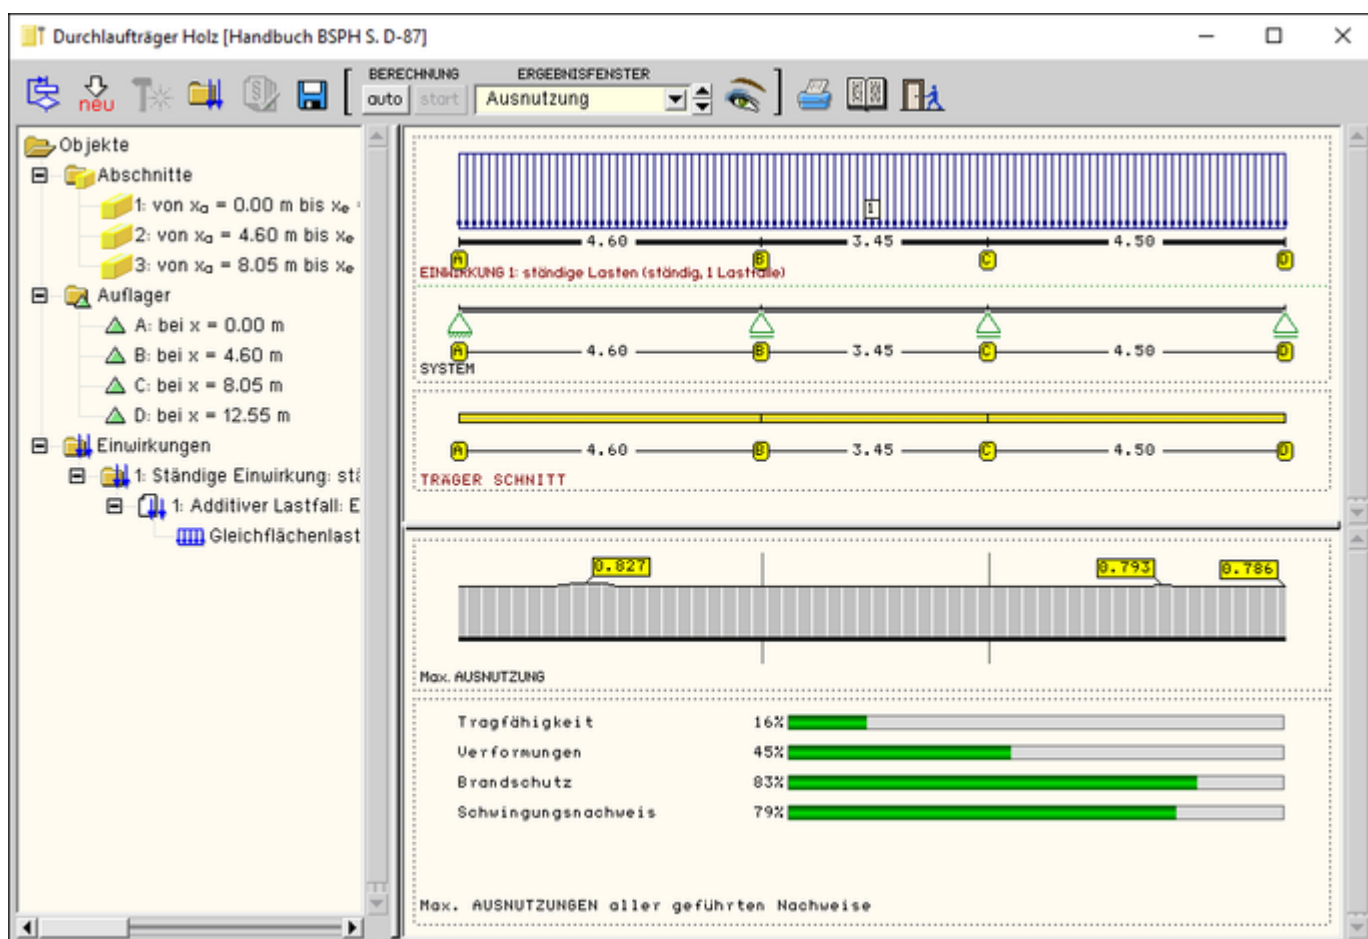 Durchlaufträger Holz [Handbuch BSPH S. D-87]
BERECHNUNG ERGEBNISFENSTER
neu auto start Ausnutzung
Objekte
Abschnitte
1: von xa = 0.00 m bis xe =
2: von xa = 4.60 m bis xe
3: von xa = 8.05 m bis xe
Auflager
A: bei x = 0.00 m
B: bei x = 4.60 m
C: bei x = 8.05 m
D: bei x = 12.55 m
Einwirkungen
1: Ständige Einwirkung: stä
1: Additiver Lastfall: E
Gleichflächenlast
1
4.60 3.45 4.50
A B C D
EINWIRKUNG 1: ständige Lasten (ständig, 1 Lastfälle)
A 4.60 B 3.45 C 4.50 D
SYSTEM
A 4.60 B 3.45 C 4.50 D
TRÄGER SCHNITT
0.827 0.793 0.786
Max. AUSNUTZUNG
Tragfähigkeit 16%
Verformungen 45%
Brandschutz 83%
Schwingungsnachweis 79%
Max. AUSNUTZUNGEN aller geführten Nachweise